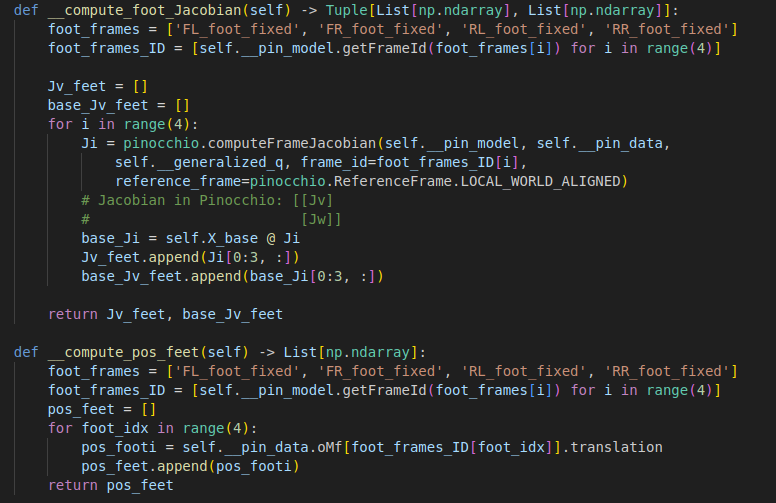 def __compute_foot_Jacobian(self) -> Tuple[List[np.ndarray], List[np.ndarray]]:
    foot_frames = ['FL_foot_fixed', 'FR_foot_fixed', 'RL_foot_fixed', 'RR_foot_fixed']
    foot_frames_ID = [self.__pin_model.getFrameId(foot_frames[i]) for i in range(4)]

    Jv_feet = []
    base_Jv_feet = []
    for i in range(4):
        Ji = pinocchio.computeFrameJacobian(self.__pin_model, self.__pin_data,
            self.__generalized_q, frame_id=foot_frames_ID[i],
            reference_frame=pinocchio.ReferenceFrame.LOCAL_WORLD_ALIGNED)
        # Jacobian in Pinocchio: [[Jv]
        #                         [Jw]]
        base_Ji = self.X_base @ Ji
        Jv_feet.append(Ji[0:3, :])
        base_Jv_feet.append(base_Ji[0:3, :])

    return Jv_feet, base_Jv_feet

def __compute_pos_feet(self) -> List[np.ndarray]:
    foot_frames = ['FL_foot_fixed', 'FR_foot_fixed', 'RL_foot_fixed', 'RR_foot_fixed']
    foot_frames_ID = [self.__pin_model.getFrameId(foot_frames[i]) for i in range(4)]
    pos_feet = []
    for foot_idx in range(4):
        pos_footi = self.__pin_data.oMf[foot_frames_ID[foot_idx]].translation
        pos_feet.append(pos_footi)
    return pos_feet